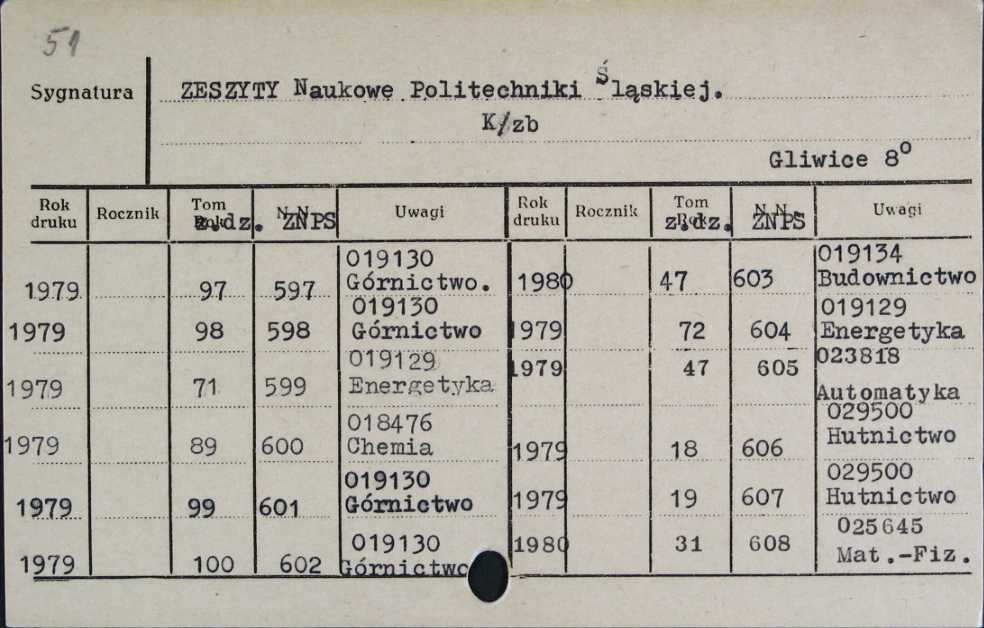 51
Sygnatura
ZESZYTY Naukowe Politechniki Śląskiej.
K/zb
Gliwice 8°
Rok druku Rocznik Tom z.dz. ZNPS Uwagi Rok druku Rocznik Tom z.dz. ZNPS Uwagi
1979 97 597 019130 Górnictwo. 1980 47 603 019134 Budownictwo
1979 98 598 019130 Górnictwo 1979 72 604 019129 Energetyka
1979 71 599 019129 Energetyka 1979 47 605 023818 Automatyka
1979 89 600 018476 Chemia 1979 18 606 029500 Hutnictwo
1979 99 601 019130 Górnictwo 1979 19 607 029500 Hutnictwo
1979 100 602 019130 Górnictwo 1980 31 608 025645 Mat.-Fiz.